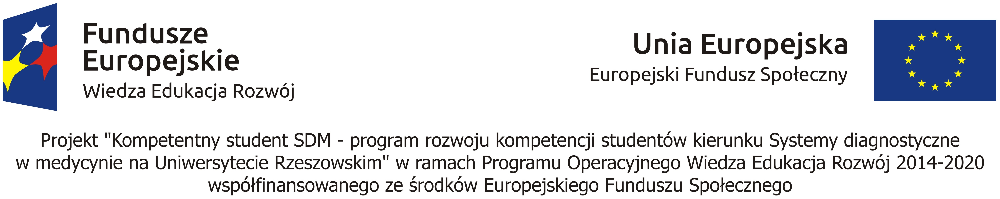 Fundusze
Europejskie
Wiedza Edukacja Rozwój
Unia Europejska
Europejski Fundusz Społeczny
Projekt "Kompetentny student SDM - program rozwoju kompetencji studentów kierunku Systemy diagnostyczne
w medycynie na Uniwersytecie Rzeszowskim" w ramach Programu Operacyjnego Wiedza Edukacja Rozwój 2014-2020
współfinansowanego ze środków Europejskiego Funduszu Społecznego